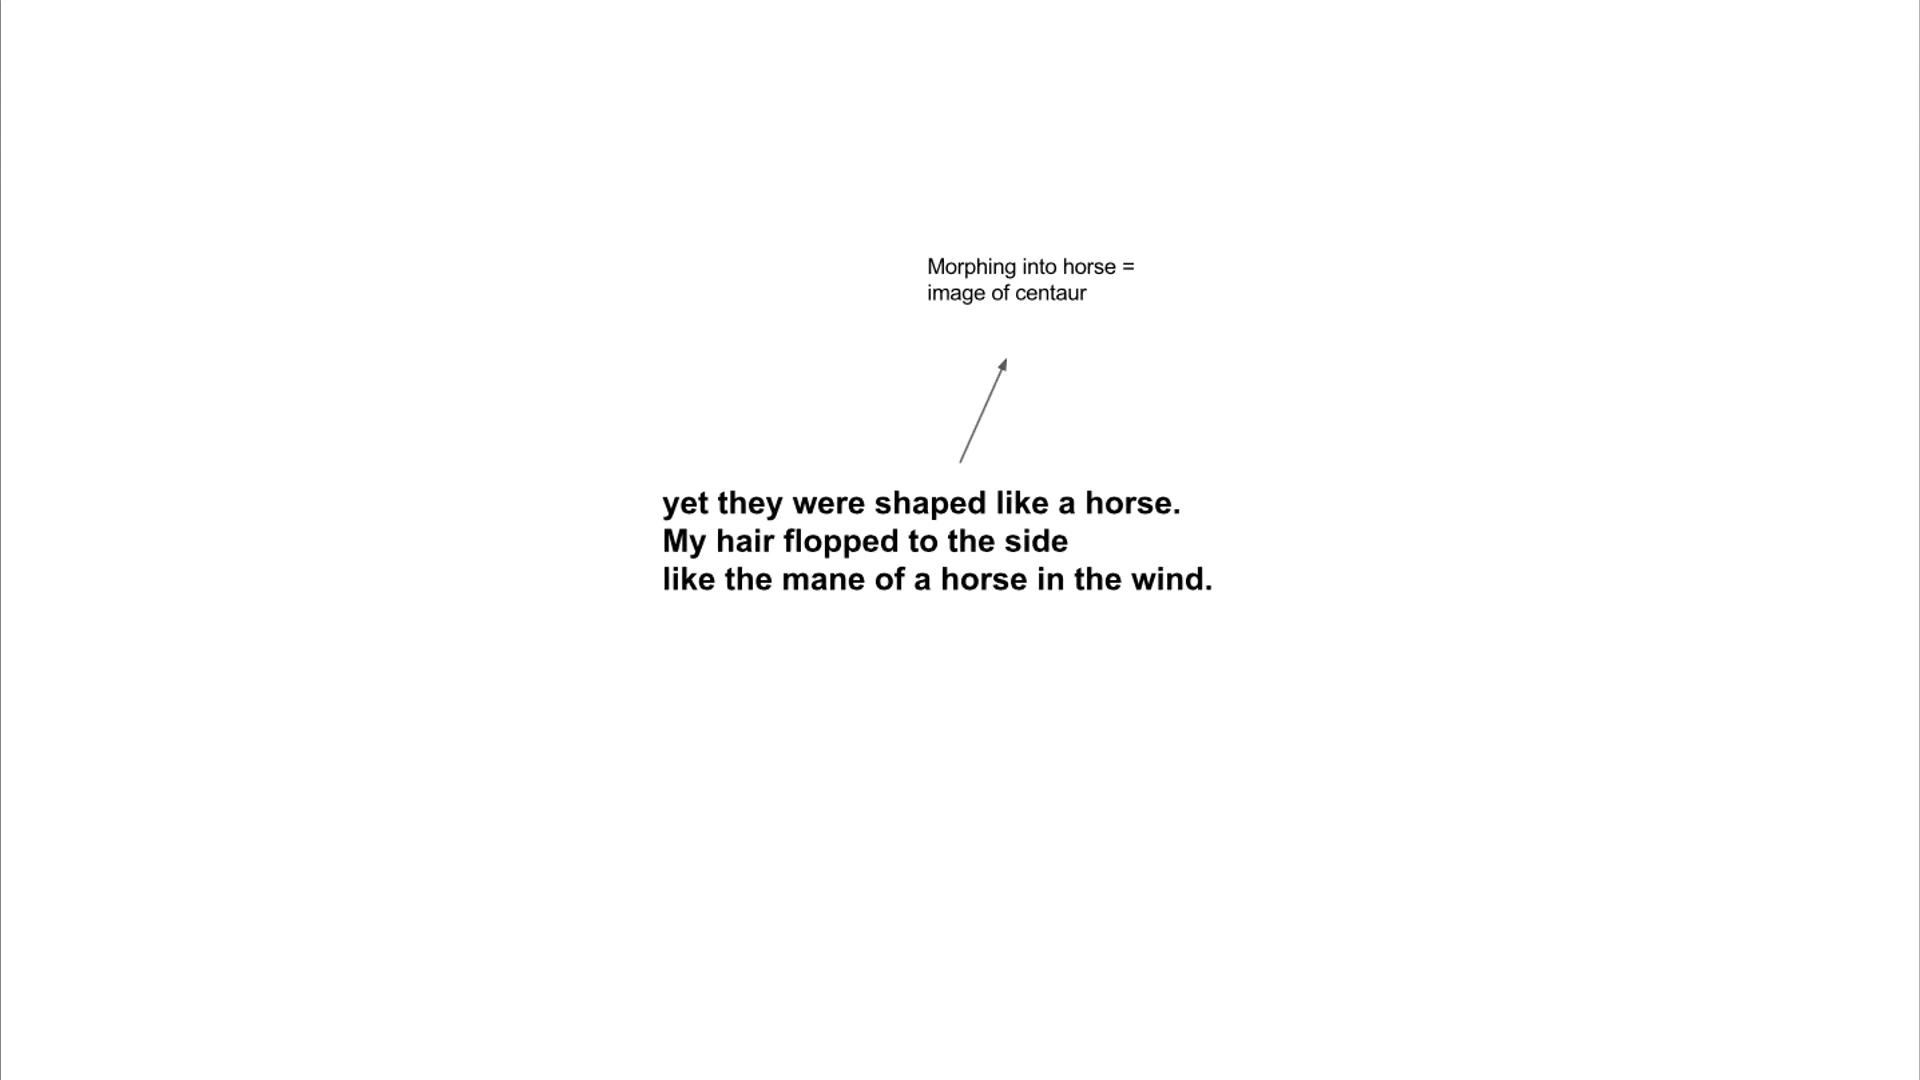 Morphing into horse =
image of centaur
yet they were shaped like a horse.
My hair flopped to the side
like the mane of a horse in the wind.